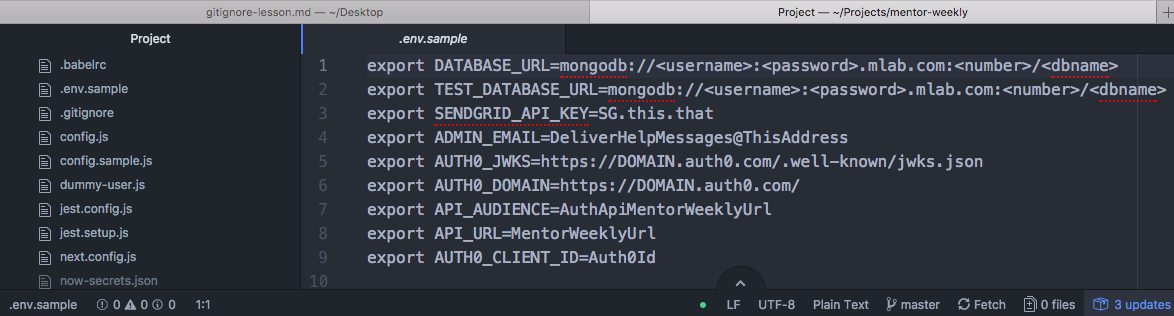 gitignore-lesson.md — ~/Desktop
Project — ~/Projects/mentor-weekly
Project
.babelrc
.env.sample
.gitignore
config.js
config.sample.js
dummy-user.js
jest.config.js
jest.setup.js
next.config.js
now-secrets.json
.env.sample
1 export DATABASE_URL=mongodb://<username>:<password>.mlab.com:<number>/<dbname>
2 export TEST_DATABASE_URL=mongodb://<username>:<password>.mlab.com:<number>/<dbname>
3 export SENDGRID_API_KEY=SG.this.that
4 export ADMIN_EMAIL=DeliverHelpMessages@ThisAddress
5 export AUTH0_JWKS=https://DOMAIN.auth0.com/.well-known/jwks.json
6 export AUTH0_DOMAIN=https://DOMAIN.auth0.com/
7 export API_AUDIENCE=AuthApiMentorWeeklyUrl
8 export API_URL=MentorWeeklyUrl
9 export AUTH0_CLIENT_ID=Auth0Id
10
.env.sample 0 0 0 1:1 LF UTF-8 Plain Text master Fetch 0 files 3 updates